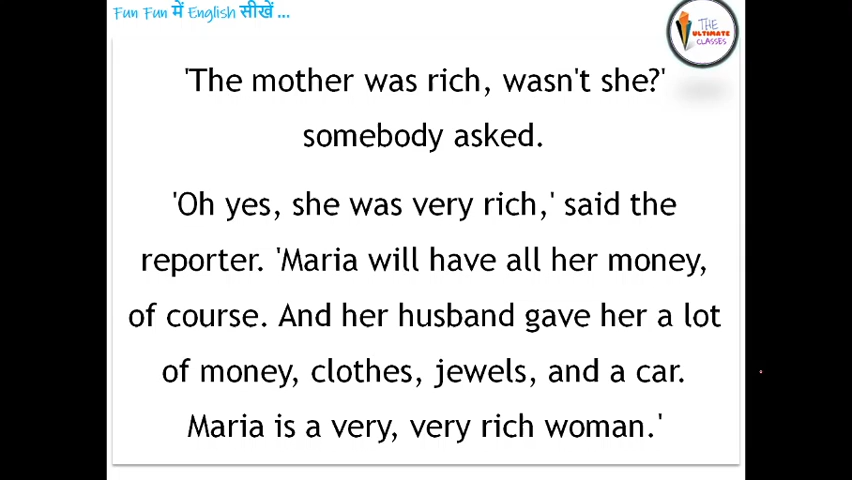 Fun Fun में English सीखें ...
THE
ULTIMATE
CLASSES
'The mother was rich, wasn't she?'
somebody asked.
'Oh yes, she was very rich,' said the
reporter. 'Maria will have all her money,
of course. And her husband gave her a lot
of money, clothes, jewels, and a car.
Maria is a very, very rich woman.'